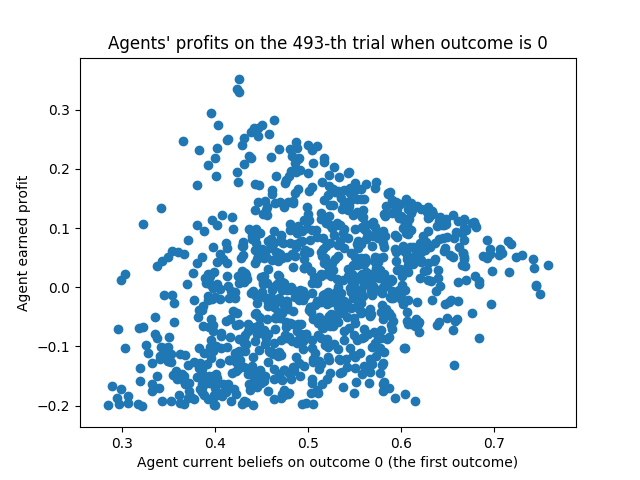 Agents' profits on the 493-th trial when outcome is 0
0.3
0.2
0.1
0.0
−0.1
−0.2
Agent earned profit
0.3 0.4 0.5 0.6 0.7
Agent current beliefs on outcome 0 (the first outcome)